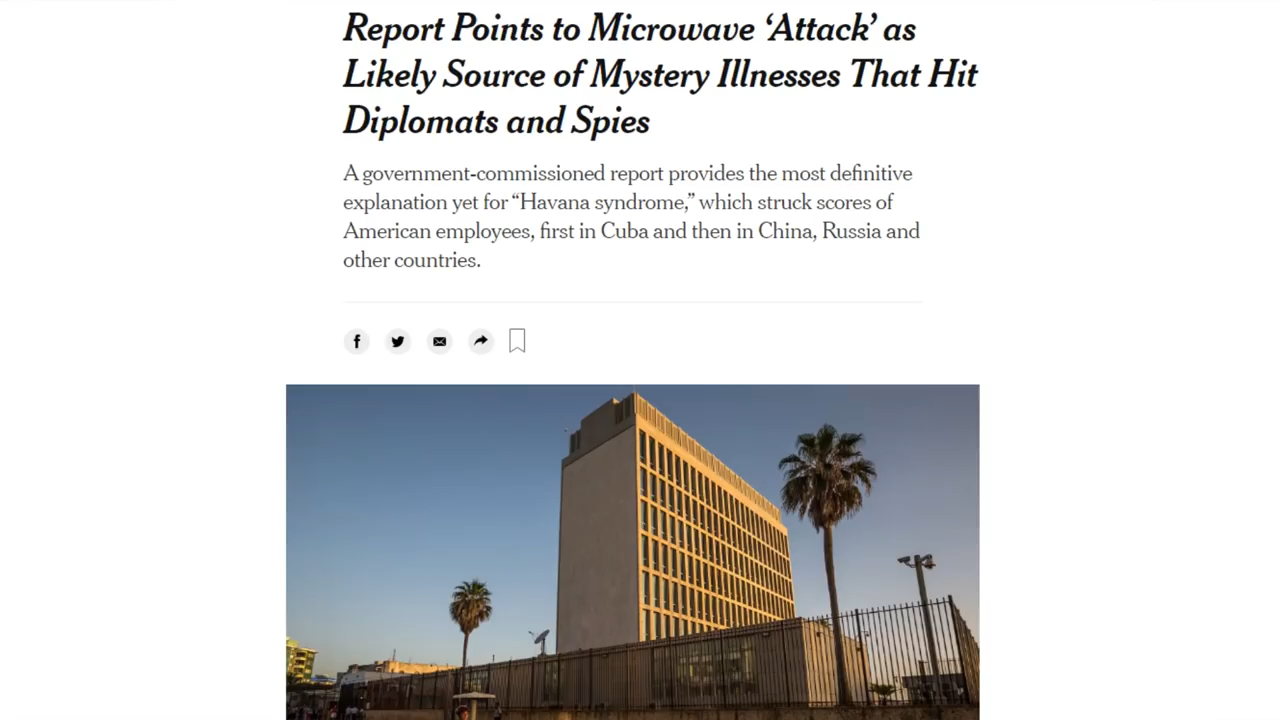 Report Points to Microwave ‘Attack’ as
Likely Source of Mystery Illnesses That Hit
Diplomats and Spies
A government-commissioned report provides the most definitive
explanation yet for “Havana syndrome,” which struck scores of
American employees, first in Cuba and then in China, Russia and
other countries.